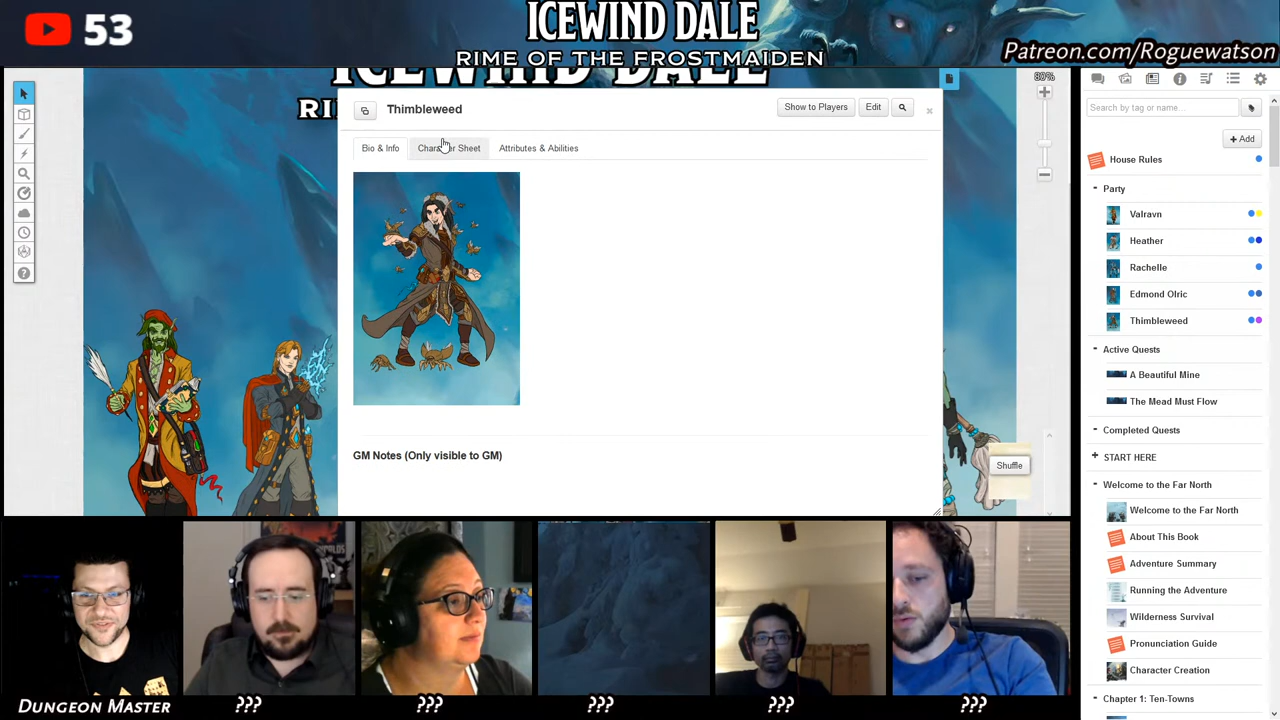 53
ICEWIND DALE
RIME OF THE FROSTMAIDEN
Patreon.com/Roguewatson
ICEWIND DALE
80%
Thimbleweed
Show to Players
Edit
Bio & Info
Character Sheet
Attributes & Abilities
GM Notes (Only visible to GM)
Shuffle
Search by tag or name...
+ Add
House Rules
Party
Valravn
Heather
Rachelle
Edmond Olric
Thimbleweed
Active Quests
A Beautiful Mine
The Mead Must Flow
Completed Quests
START HERE
Welcome to the Far North
Welcome to the Far North
About This Book
Adventure Summary
Running the Adventure
Wilderness Survival
Pronunciation Guide
Character Creation
Chapter 1: Ten-Towns
DUNGEON MASTER
???
???
???
???
???